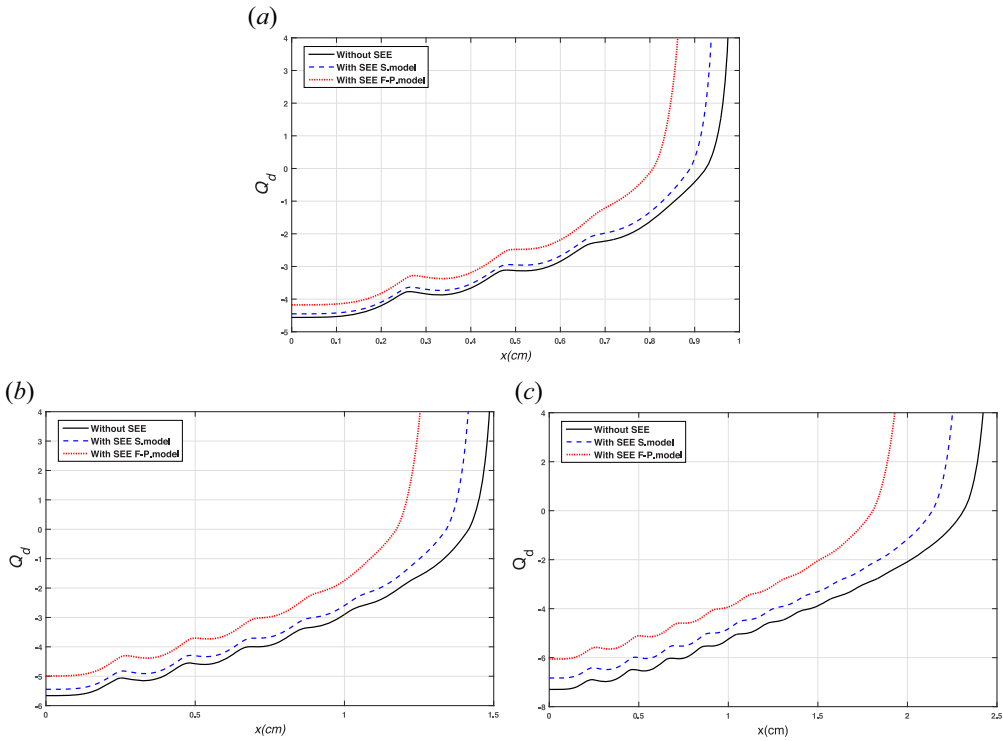 (a)
4
3
2
1
0
-1
-2
-3
-4
-5
Q_d
Without SEE
With SEE S.model
With SEE F-P.model
0 0.1 0.2 0.3 0.4 0.5 0.6 0.7 0.8 0.9 1
x(cm)
(b)
4
3
2
1
0
-1
-2
-3
-4
-5
-6
Q_d
Without SEE
With SEE S.model
With SEE F-P.model
0 0.5 1 1.5
x(cm)
(c)
4
2
0
-2
-4
-6
-8
Q_d
Without SEE
With SEE S.model
With SEE F-P.model
0 0.5 1 1.5 2 2.5
x(cm)